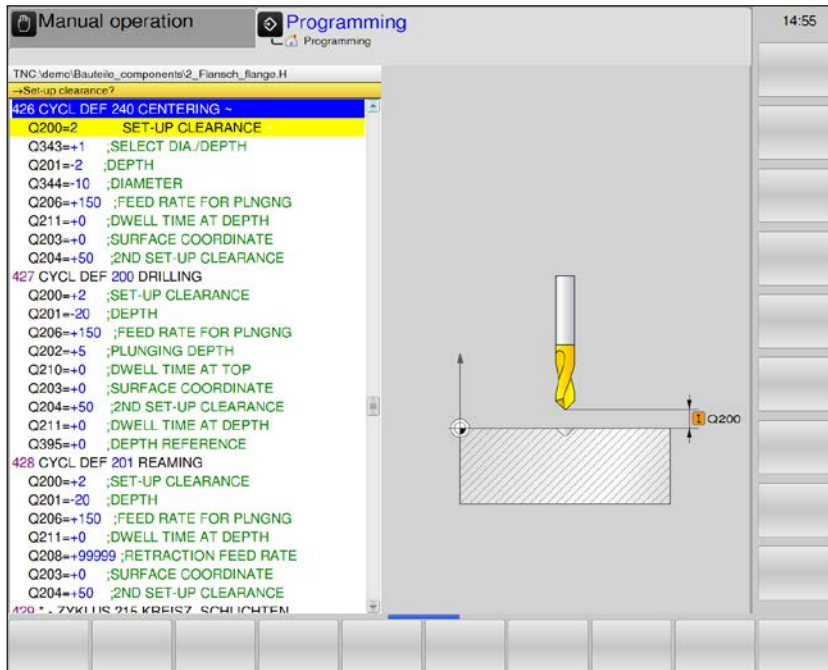 Manual operation
Programming
Programming
14:55
TNC:\demo\Bauteile_components\2_Flansch_flange.H
→Set-up clearance?
426 CYCL DEF 240 CENTERING ~
Q200=2 SET-UP CLEARANCE ~
Q343=+1 ;SELECT DIA./DEPTH
Q201=-2 ;DEPTH
Q344=-10 ;DIAMETER
Q206=+150 ;FEED RATE FOR PLNGNG
Q211=+0 ;DWELL TIME AT DEPTH
Q203=+0 ;SURFACE COORDINATE
Q204=+50 ;2ND SET-UP CLEARANCE
427 CYCL DEF 200 DRILLING
Q200=+2 ;SET-UP CLEARANCE
Q201=-20 ;DEPTH
Q206=+150 ;FEED RATE FOR PLNGNG
Q202=+5 ;PLUNGING DEPTH
Q210=+0 ;DWELL TIME AT TOP
Q203=+0 ;SURFACE COORDINATE
Q204=+50 ;2ND SET-UP CLEARANCE
Q211=+0 ;DWELL TIME AT DEPTH
Q395=+0 ;DEPTH REFERENCE
428 CYCL DEF 201 REAMING
Q200=+2 ;SET-UP CLEARANCE
Q201=-20 ;DEPTH
Q206=+150 ;FEED RATE FOR PLNGNG
Q211=+0 ;DWELL TIME AT DEPTH
Q208=+99999 ;RETRACTION FEED RATE
Q203=+0 ;SURFACE COORDINATE
Q204=+50 ;2ND SET-UP CLEARANCE
429 * - ZYKLUS 215 KREISZ. SCHLICHTEN
Q200